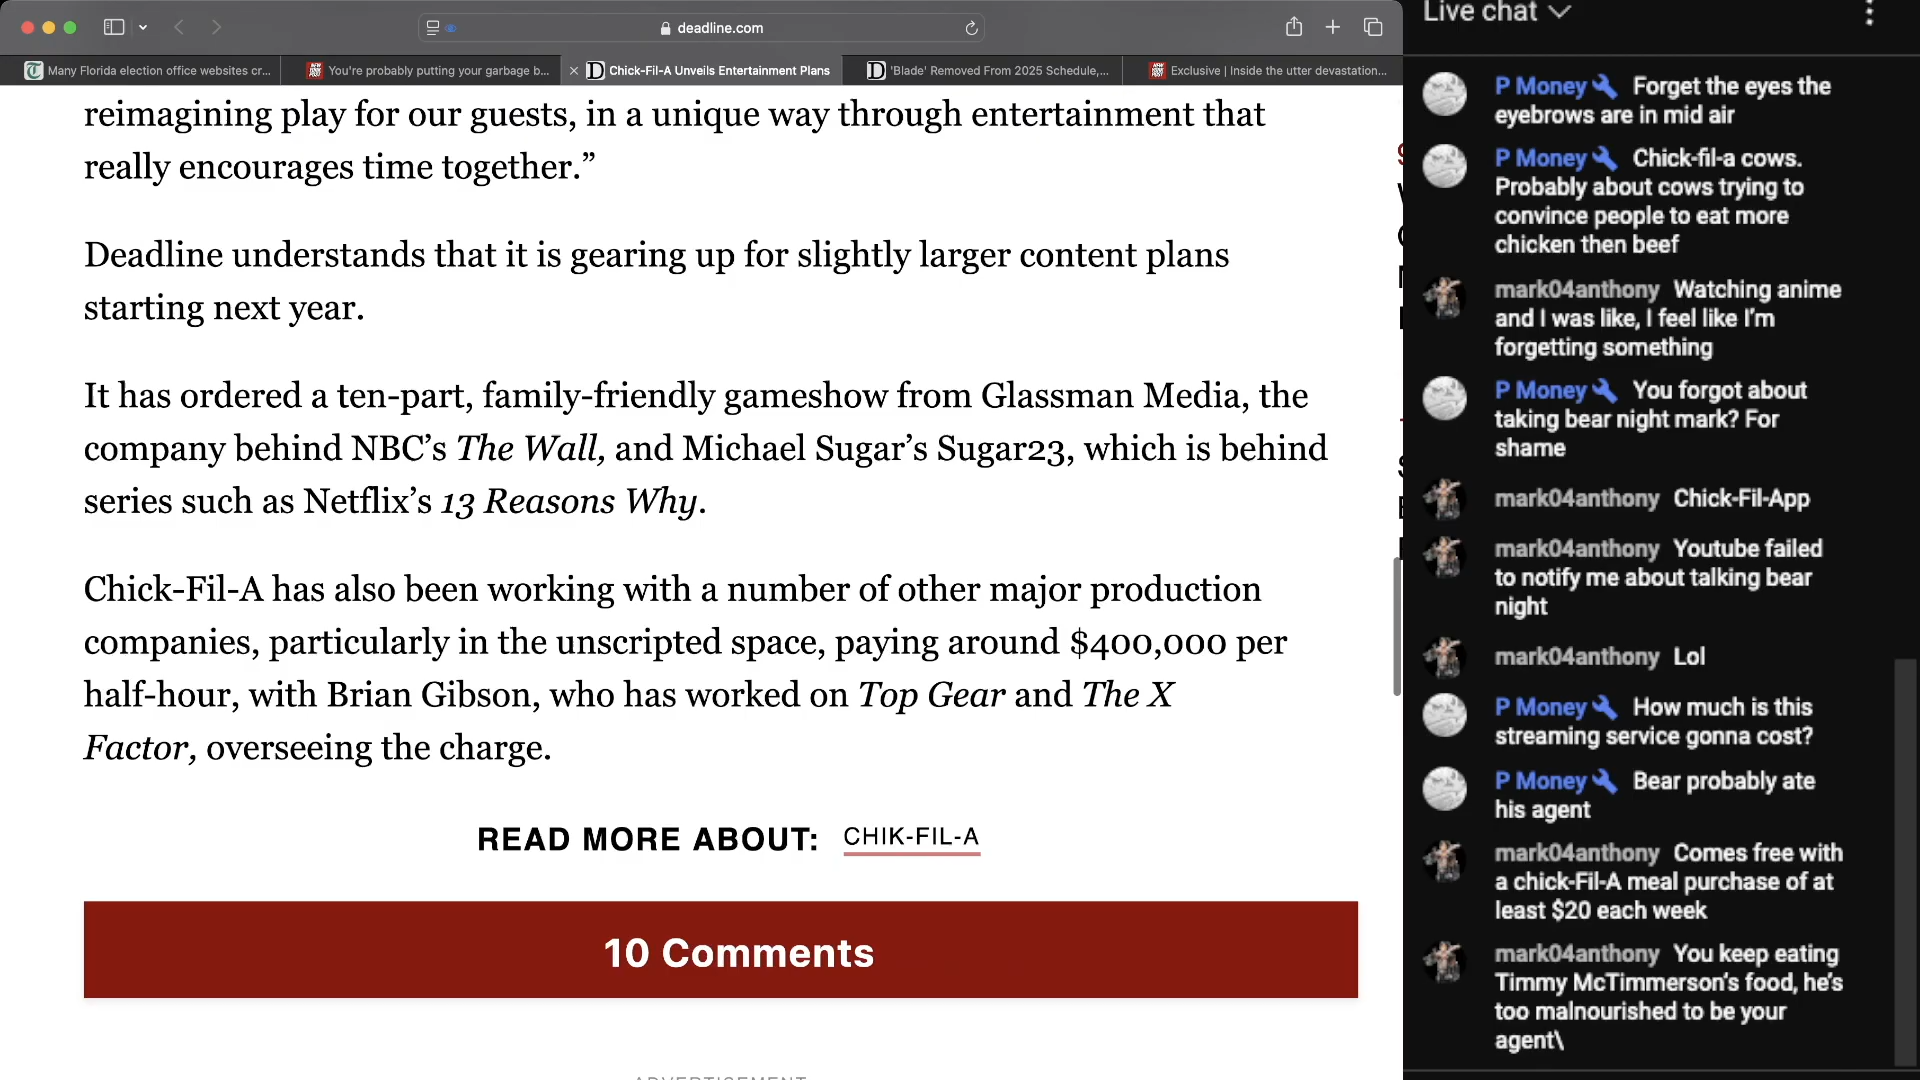 deadline.com
Many Florida election office websites cr...
You're probably putting your garbage b...
Chick-Fil-A Unveils Entertainment Plans
'Blade' Removed From 2025 Schedule,...
Exclusive | Inside the utter devastation...
reimagining play for our guests, in a unique way through entertainment that
really encourages time together.”
Deadline understands that it is gearing up for slightly larger content plans
starting next year.
It has ordered a ten-part, family-friendly gameshow from Glassman Media, the
company behind NBC’s The Wall, and Michael Sugar’s Sugar23, which is behind
series such as Netflix’s 13 Reasons Why.
Chick-Fil-A has also been working with a number of other major production
companies, particularly in the unscripted space, paying around $400,000 per
half-hour, with Brian Gibson, who has worked on Top Gear and The X
Factor, overseeing the charge.
READ MORE ABOUT: CHIK-FIL-A
10 Comments
ADVERTISEMENT
Live chat
P Money Forget the eyes the
eyebrows are in mid air
P Money Chick-fil-a cows.
Probably about cows trying to
convince people to eat more
chicken then beef
mark04anthony Watching anime
and I was like, I feel like I’m
forgetting something
P Money You forgot about
taking bear night mark? For
shame
mark04anthony Chick-Fil-App
mark04anthony Youtube failed
to notify me about talking bear
night
mark04anthony Lol
P Money How much is this
streaming service gonna cost?
P Money Bear probably ate
his agent
mark04anthony Comes free with
a chick-Fil-A meal purchase of at
least $20 each week
mark04anthony You keep eating
Timmy McTimmerson’s food, he’s
too malnourished to be your
agent\